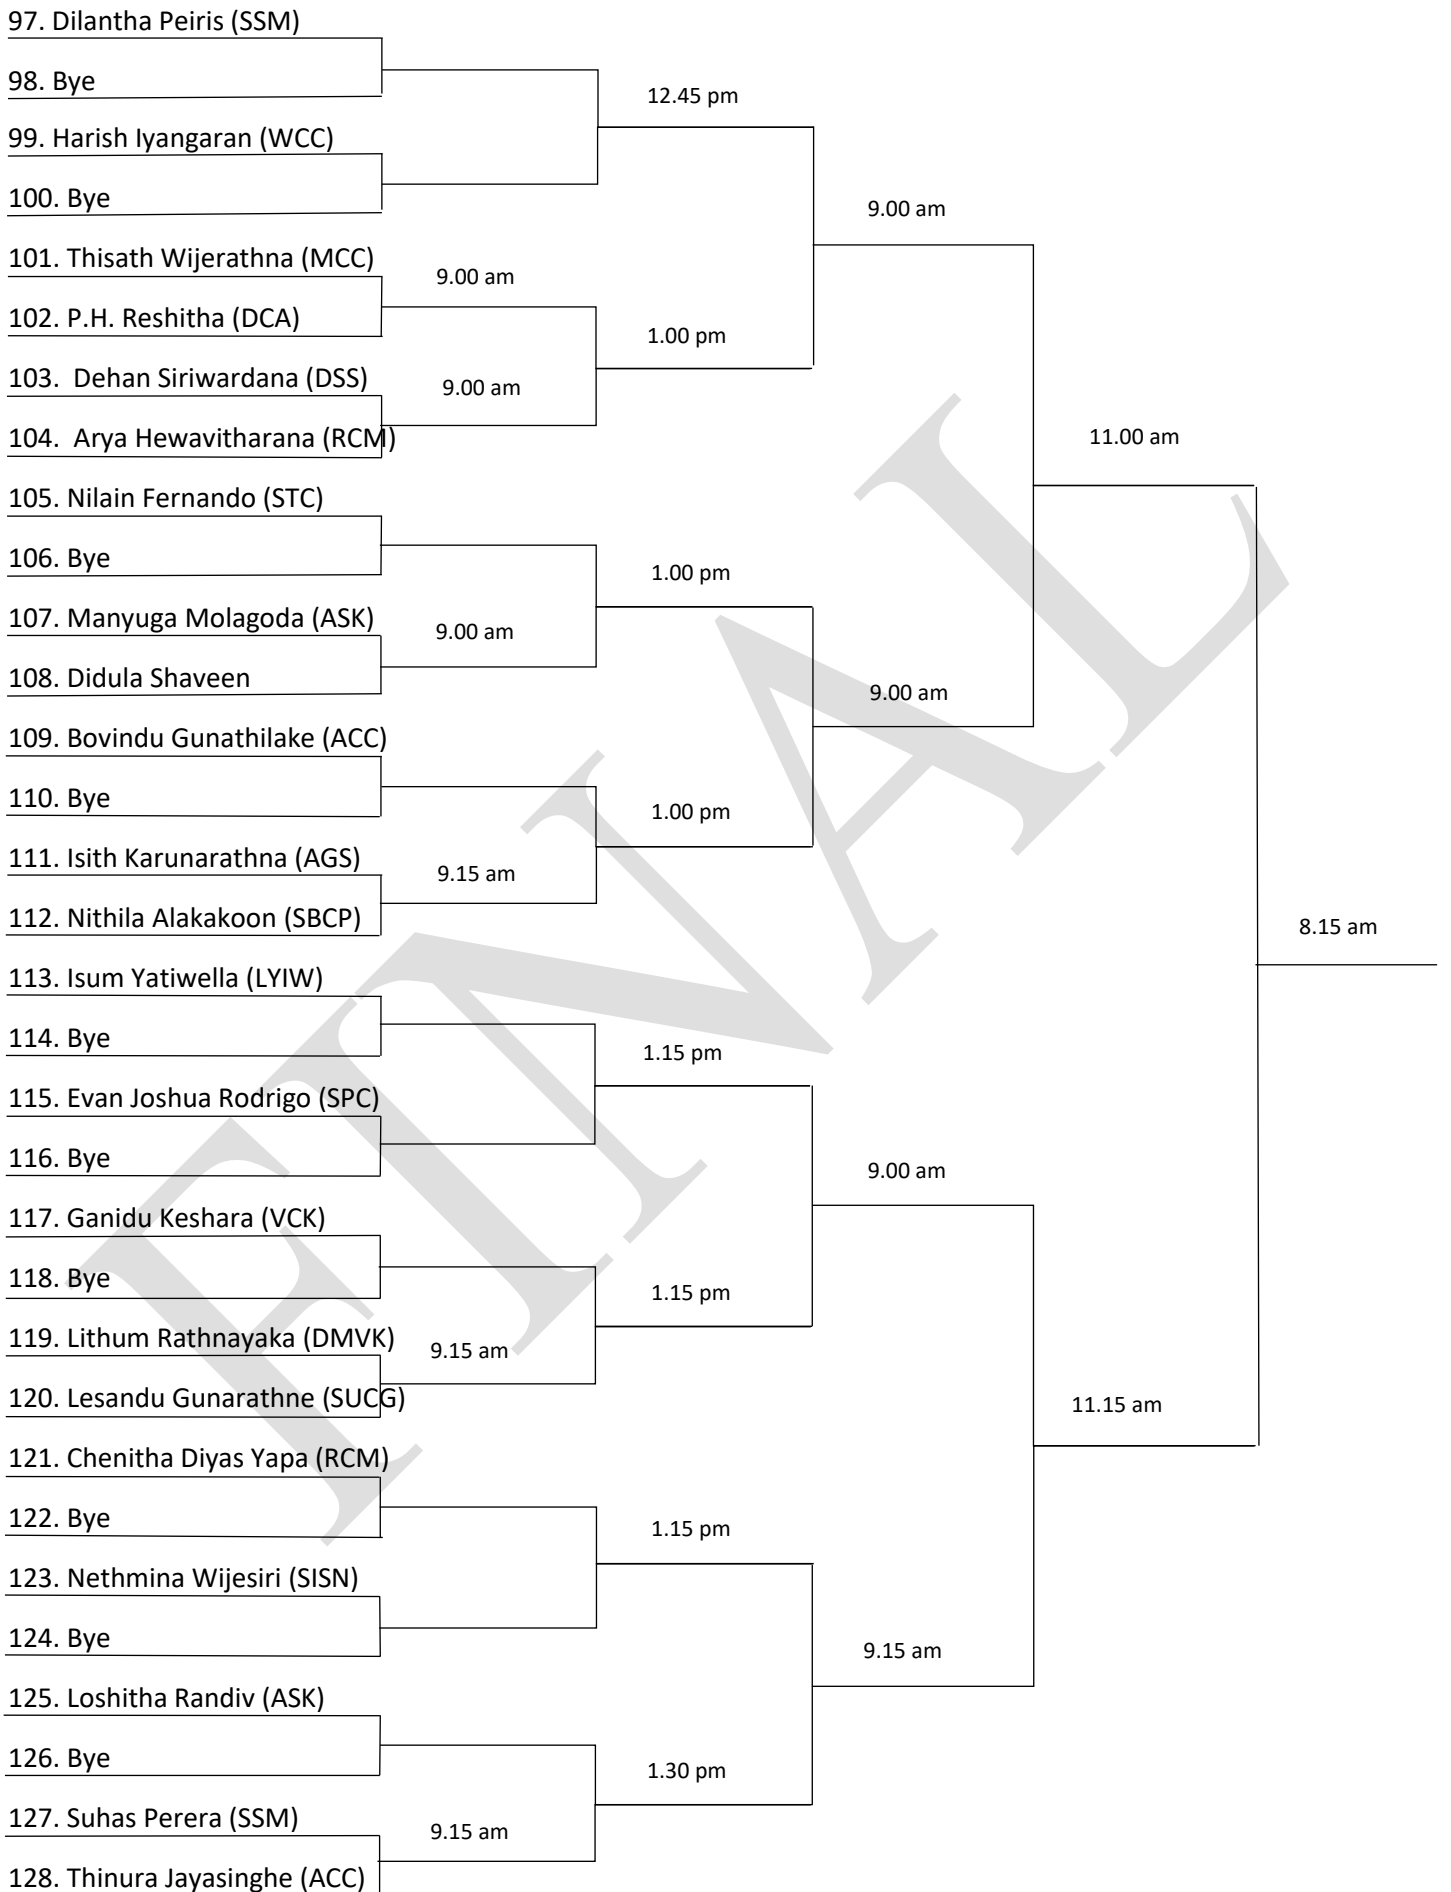 97. Dilantha Peiris (SSM)
98. Bye
12.45 pm
99. Harish Iyangaran (WCC)
100. Bye
9.00 am
101. Thisath Wijerathna (MCC)
9.00 am
102. P.H. Reshitha (DCA)
1.00 pm
103. Dehan Siriwardana (DSS)
9.00 am
104. Arya Hewavitharana (RCM)
11.00 am
105. Nilain Fernando (STC)
106. Bye
1.00 pm
107. Manyuga Molagoda (ASK)
9.00 am
108. Didula Shaveen
9.00 am
109. Bovindu Gunathilake (ACC)
110. Bye
1.00 pm
111. Isith Karunarathna (AGS)
9.15 am
112. Nithila Alakakoon (SBCP)
8.15 am
113. Isum Yatiwella (LYIW)
114. Bye
1.15 pm
115. Evan Joshua Rodrigo (SPC)
116. Bye
9.00 am
117. Ganidu Keshara (VCK)
118. Bye
1.15 pm
119. Lithum Rathnayaka (DMVK)
9.15 am
120. Lesandu Gunarathne (SUCG)
11.15 am
121. Chenitha Diyas Yapa (RCM)
122. Bye
1.15 pm
123. Nethmina Wijesiri (SISN)
124. Bye
9.15 am
125. Loshitha Randiv (ASK)
126. Bye
1.30 pm
127. Suhas Perera (SSM)
9.15 am
128. Thinura Jayasinghe (ACC)
FINAL